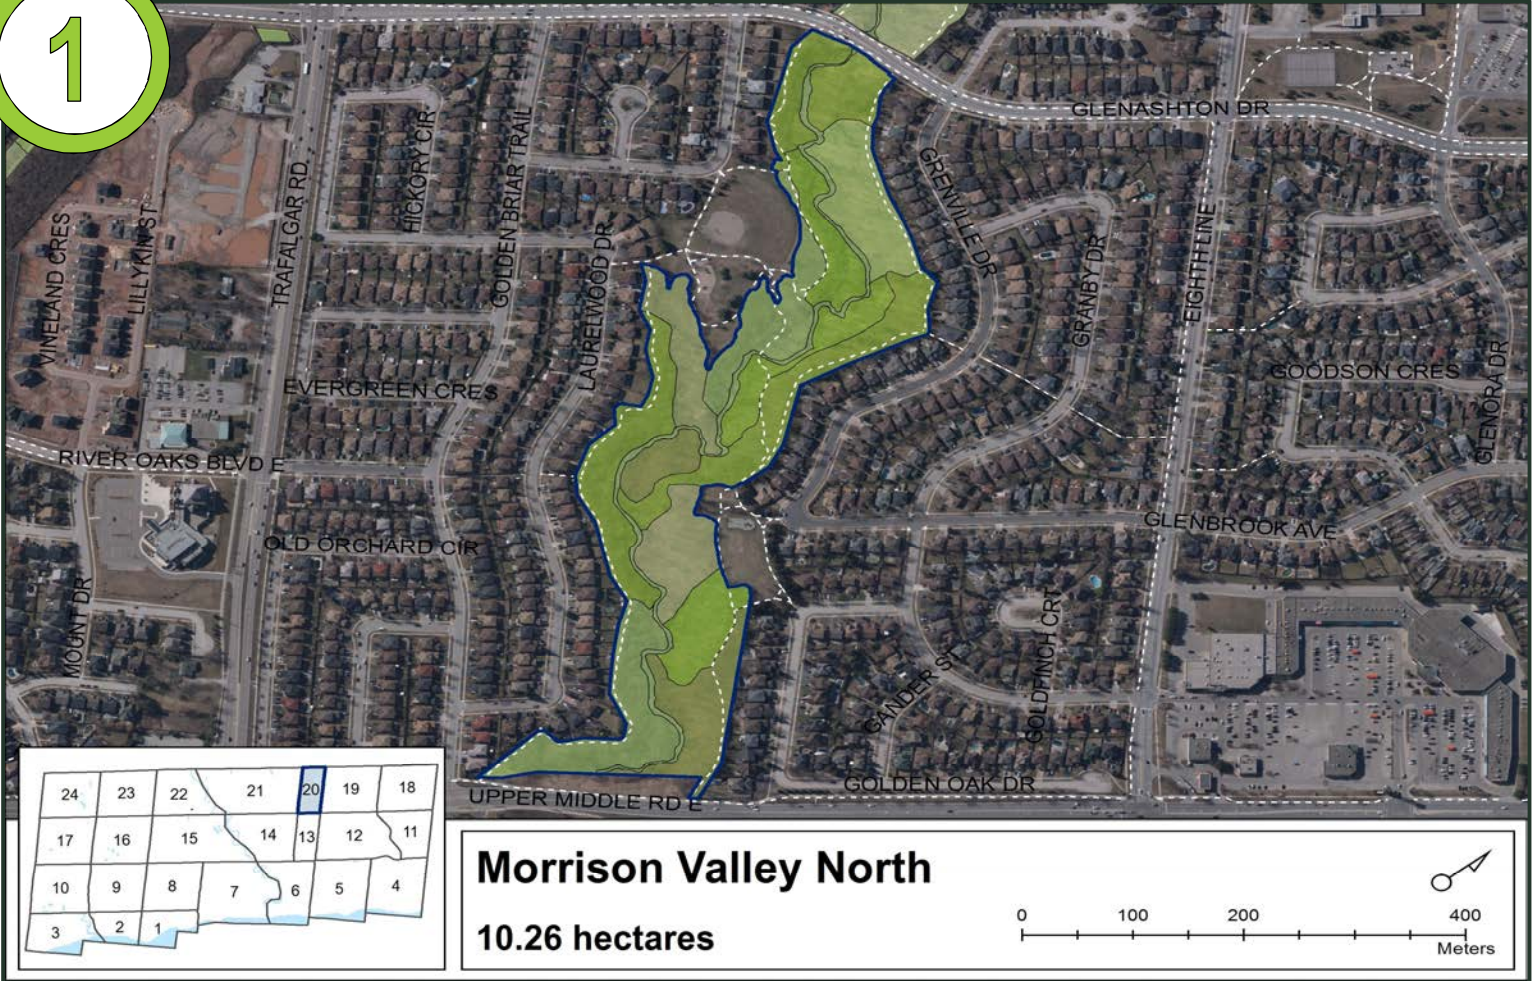 1
GLENASHTON DR
HICKORY CIR
GOLDEN BRIAR TRAIL
GRENVILLE DR
TRAFALGAR RD
VINELAND CRES
LILLYKIN ST
LAURELWOOD DR
GRANBY DR
EIGHTH LINE
EVERGREEN CRES
GOODSON CRES
GLENORA DR
RIVER OAKS BLVD E
GLENBROOK AVE
OLD ORCHARD CIR
MOUNT DR
GANDER ST
GOLDFINCH CRT
GOLDEN OAK DR
UPPER MIDDLE RD E
24 23 22 21 20 19 18
17 16 15 14 13 12 11
10 9 8 7 6 5 4
3 2 1
Morrison Valley North
10.26 hectares
0 100 200 400
Meters